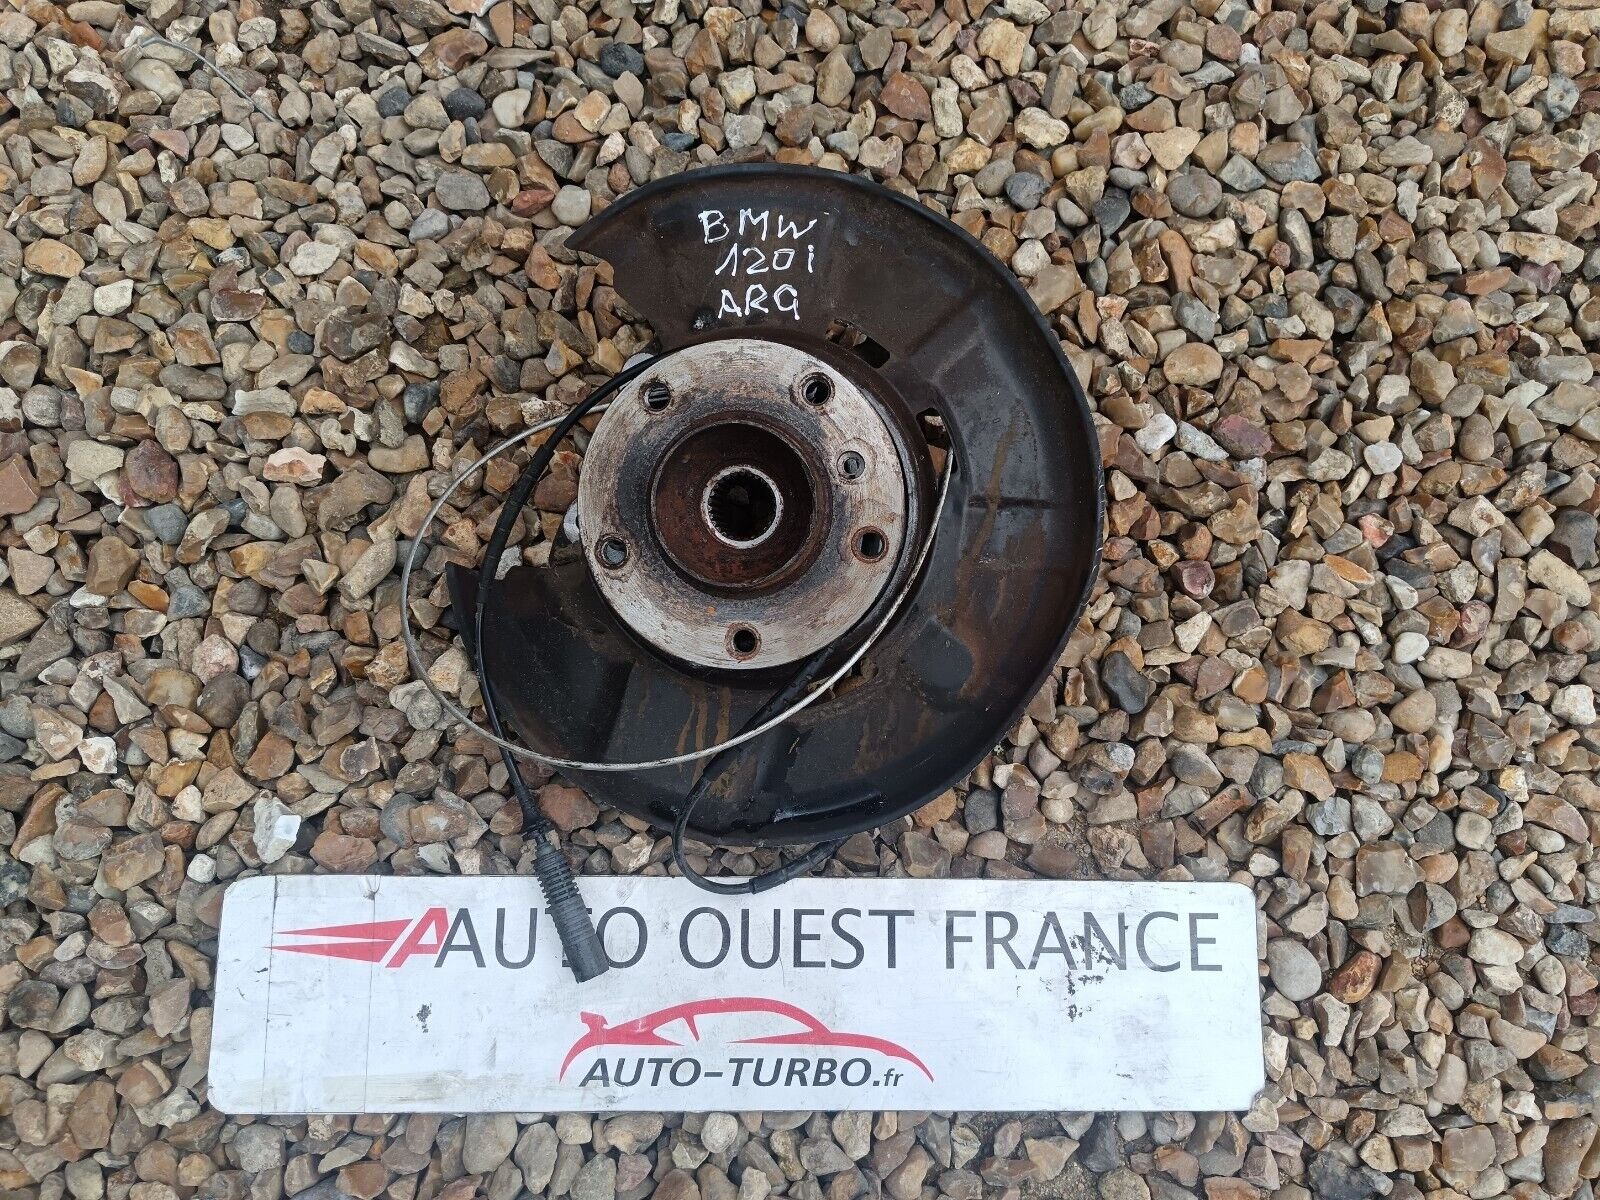 BMW
120i
ARG
AUTO OUEST FRANCE
AUTO-TURBO.fr